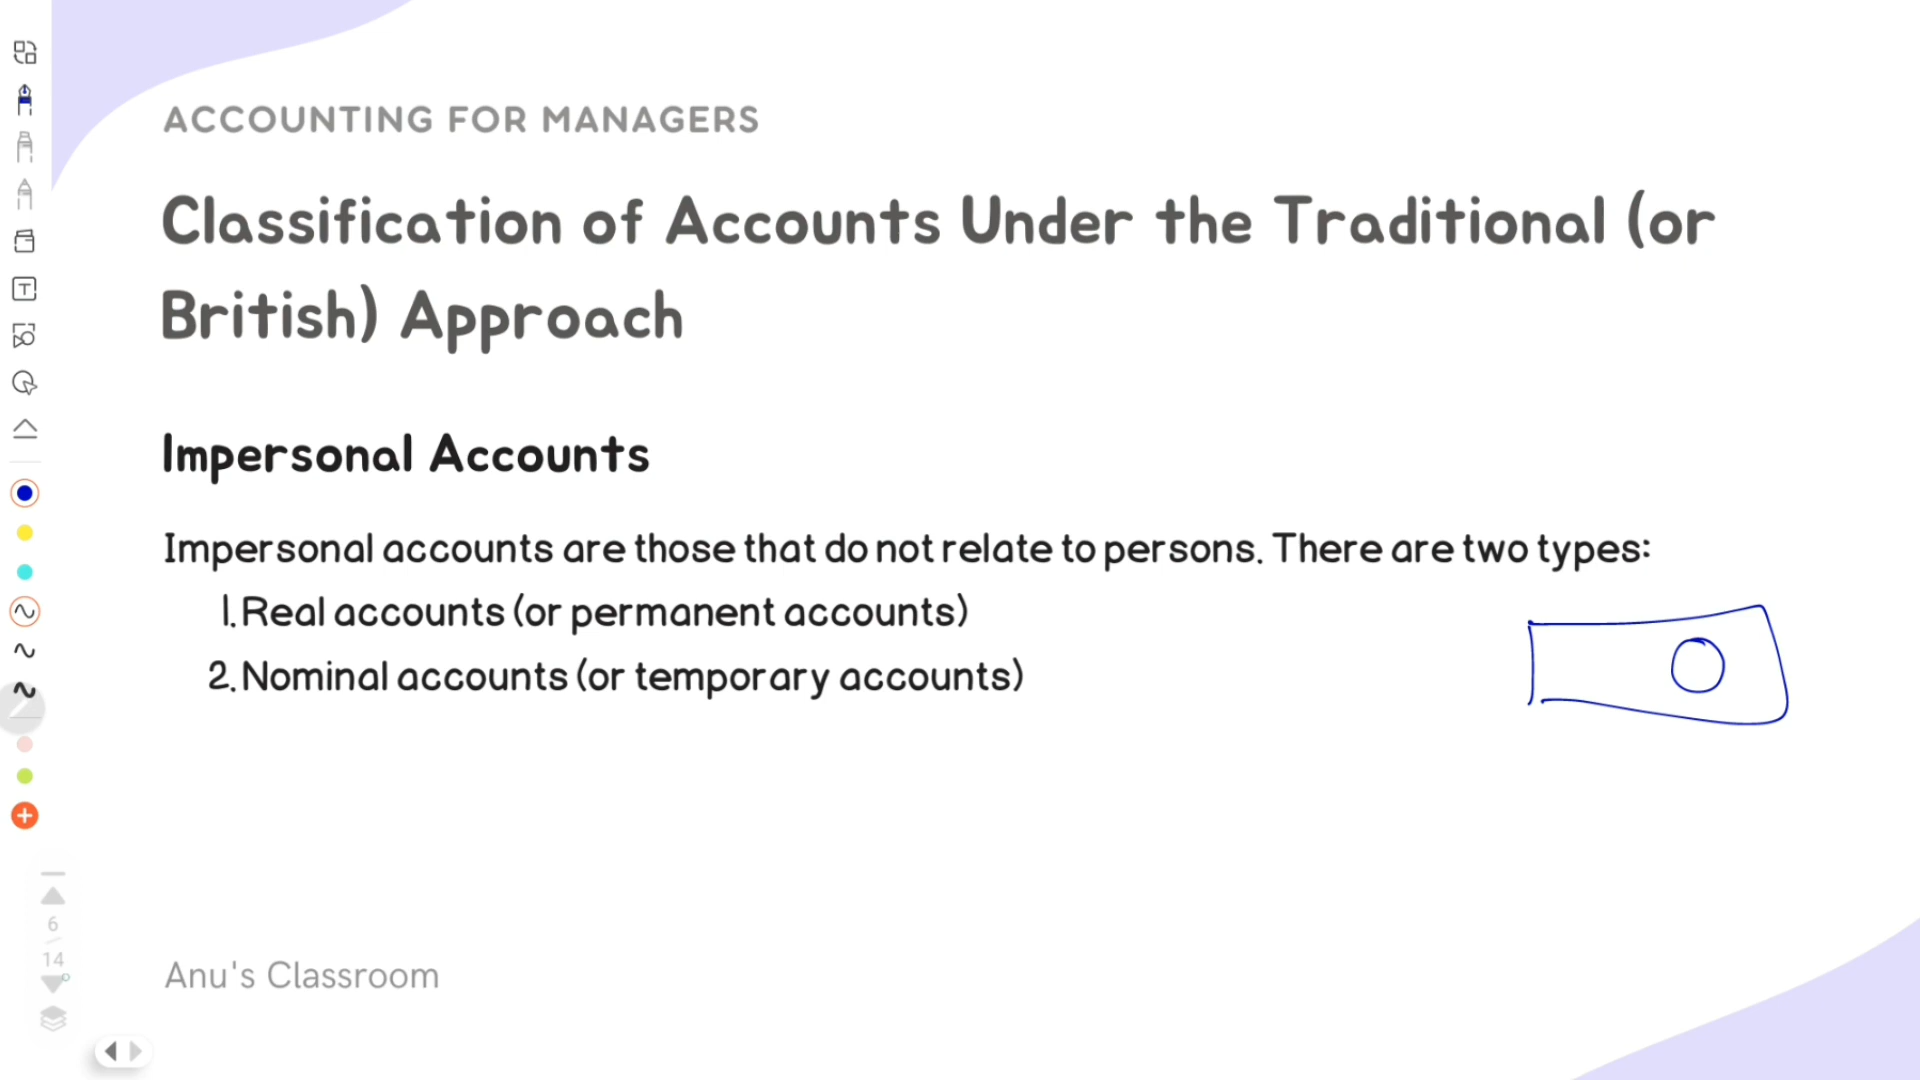 ACCOUNTING FOR MANAGERS
Classification of Accounts Under the Traditional (or
British) Approach
Impersonal Accounts
Impersonal accounts are those that do not relate to persons. There are two types:
1. Real accounts (or permanent accounts)
2. Nominal accounts (or temporary accounts)
6
14
Anu's Classroom